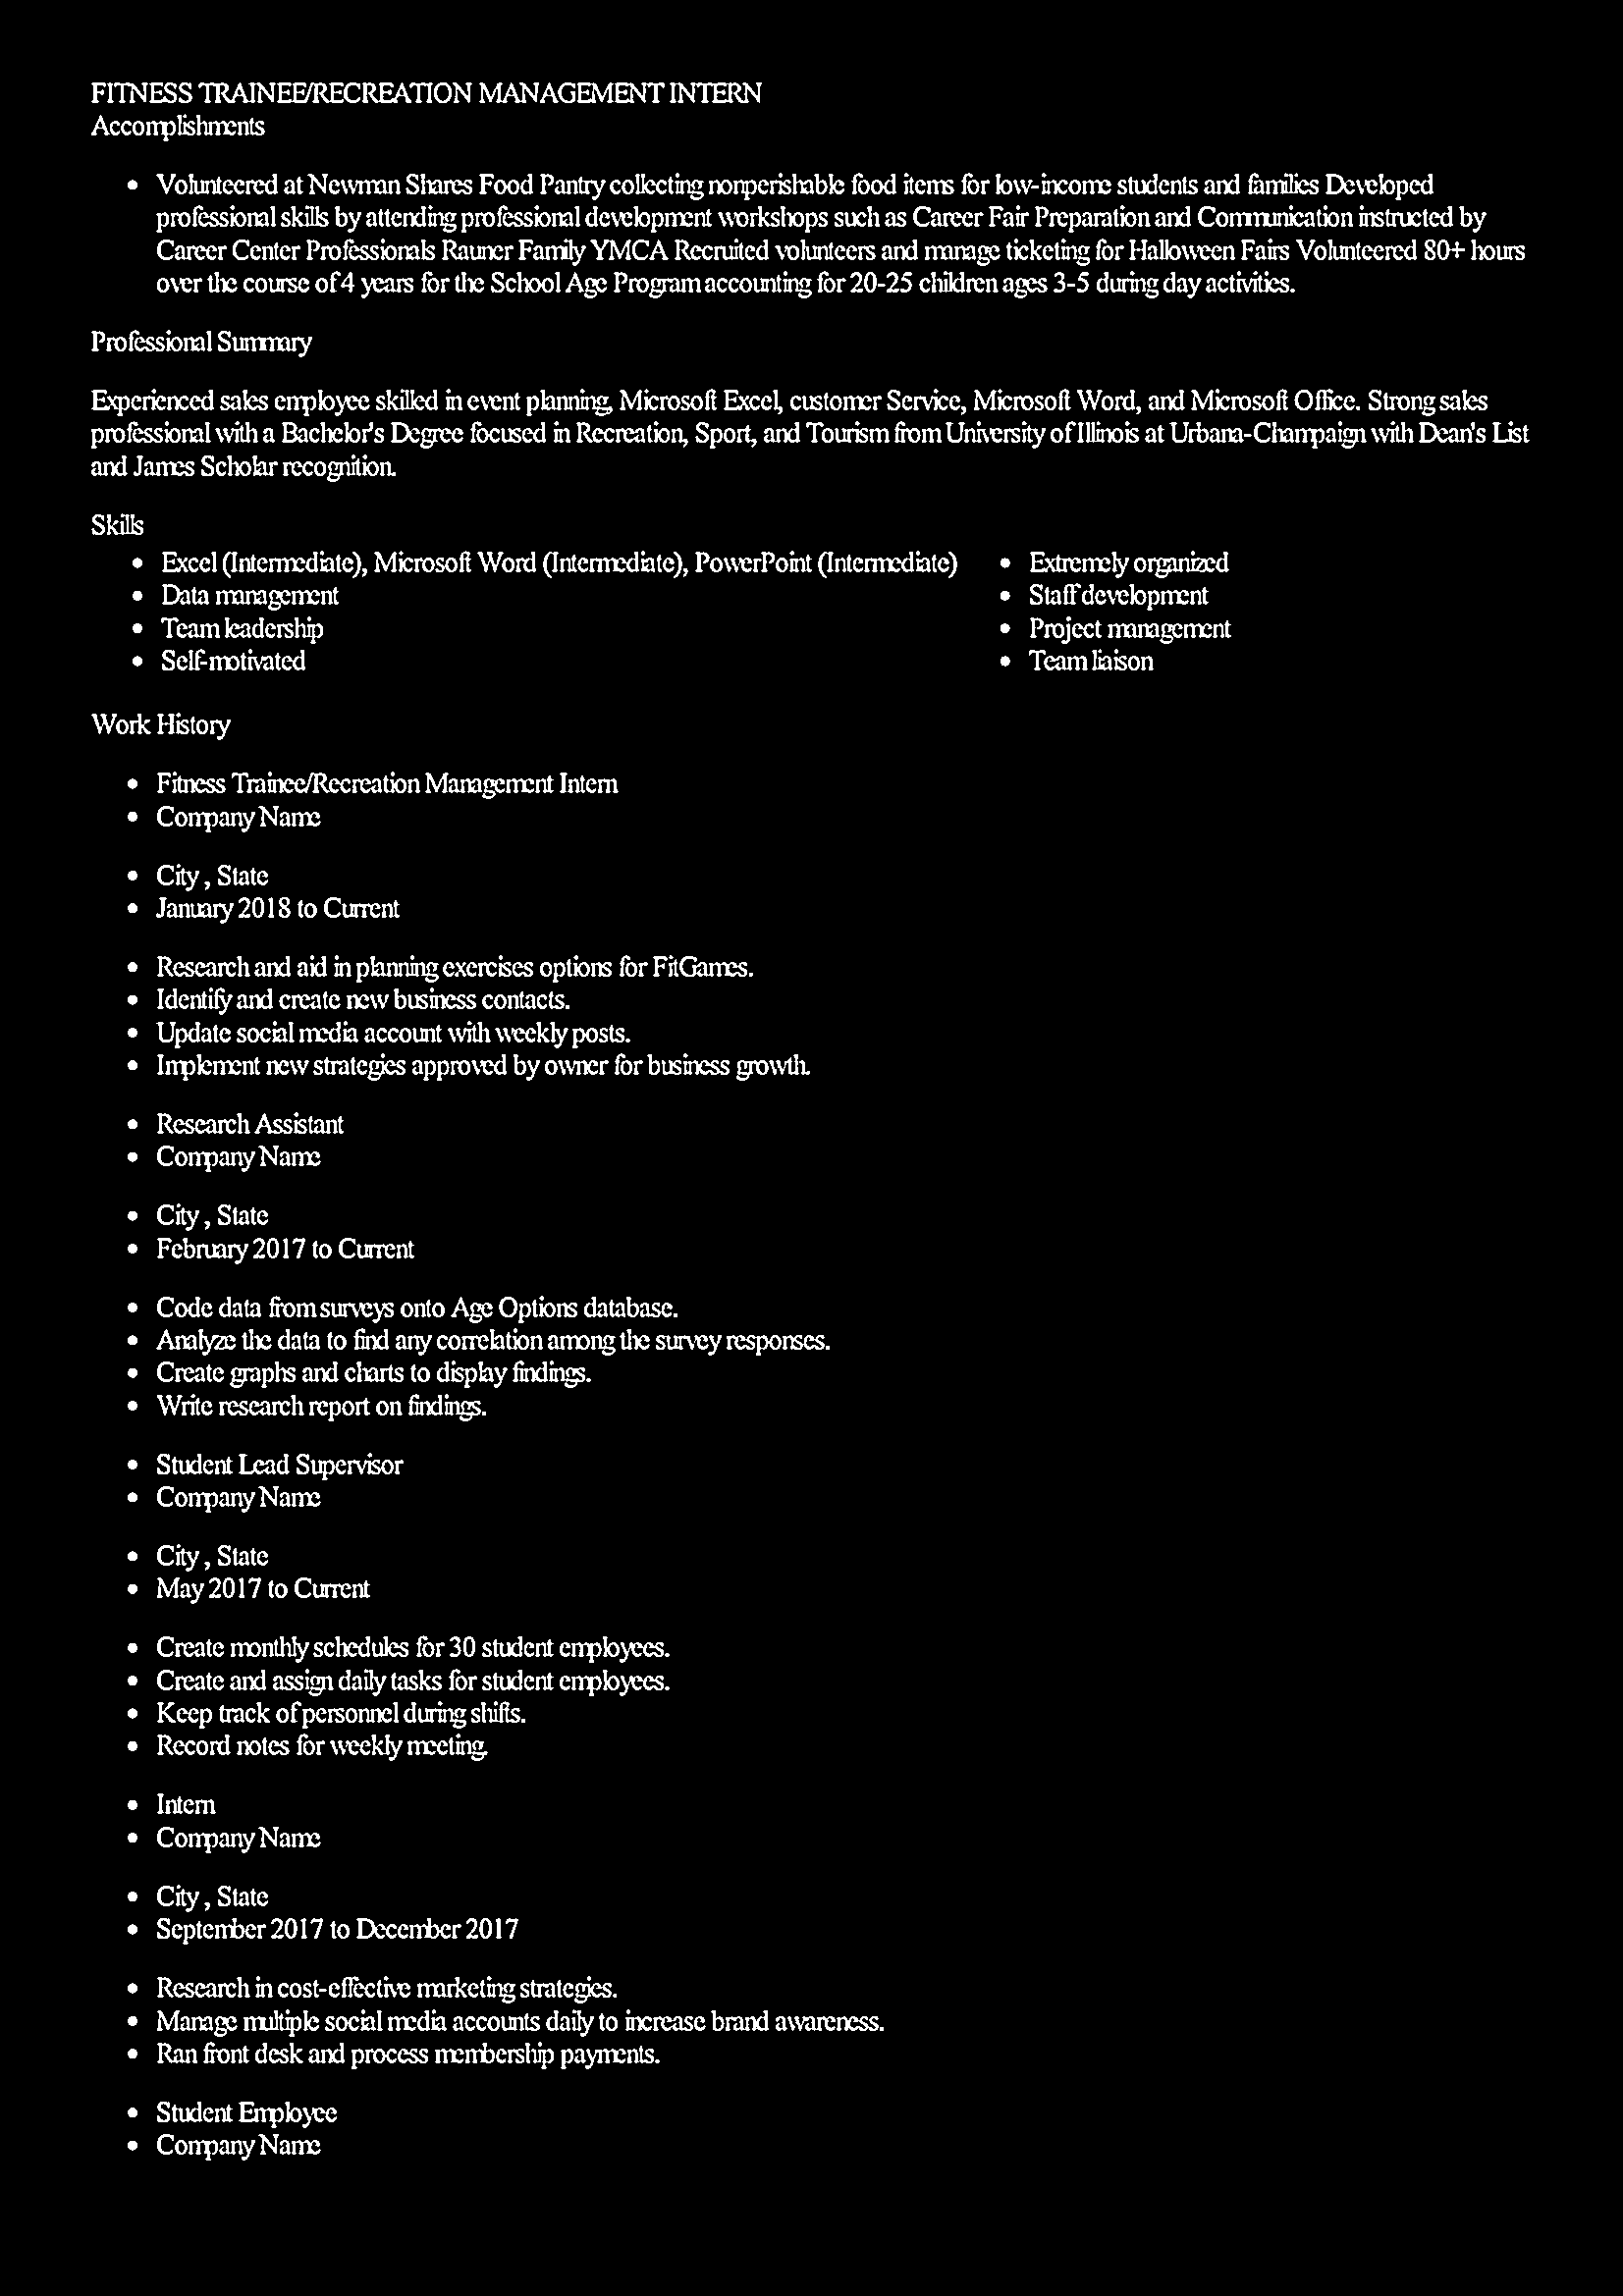 FITNESS TRAINEE/RECREATION MANAGEMENT INTERN
Accomplishments
• Volunteered at Newman Shares Food Pantry collecting nonperishable food items for low-income students and families Developed
professional skills by attending professional development workshops such as Career Fair Preparation and Communication instructed by
Career Center Professionals Rauner Family YMCA Recruited volunteers and manage ticketing for Halloween Fairs Volunteered 80+ hours
over the course of 4 years for the School Age Program accounting for 20-25 children ages 3-5 during day activities.
Professional Summary
Experienced sales employee skilled in event planning, Microsoft Excel, customer Service, Microsoft Word, and Microsoft Office. Strong sales
professional with a Bachelor's Degree focused in Recreation, Sport, and Tourism from University of Illinois at Urbana-Champaign with Dean's List
and James Scholar recognition.
Skills
• Excel (Intermediate), Microsoft Word (Intermediate), PowerPoint (Intermediate)
• Data management
• Team leadership
• Self-motivated
• Extremely organized
• Staff development
• Project management
• Team liaison
Work History
• Fitness Trainee/Recreation Management Intern
• Company Name
• City , State
• January 2018 to Current
• Research and aid in planning exercises options for FitGames.
• Identify and create new business contacts.
• Update social media account with weekly posts.
• Implement new strategies approved by owner for business growth.
• Research Assistant
• Company Name
• City , State
• February 2017 to Current
• Code data from surveys onto Age Options database.
• Analyze the data to find any correlation among the survey responses.
• Create graphs and charts to display findings.
• Write research report on findings.
• Student Lead Supervisor
• Company Name
• City , State
• May 2017 to Current
• Create monthly schedules for 30 student employees.
• Create and assign daily tasks for student employees.
• Keep track of personnel during shifts.
• Record notes for weekly meeting.
• Intern
• Company Name
• City , State
• September 2017 to December 2017
• Research in cost-effective marketing strategies.
• Manage multiple social media accounts daily to increase brand awareness.
• Ran front desk and process membership payments.
• Student Employee
• Company Name